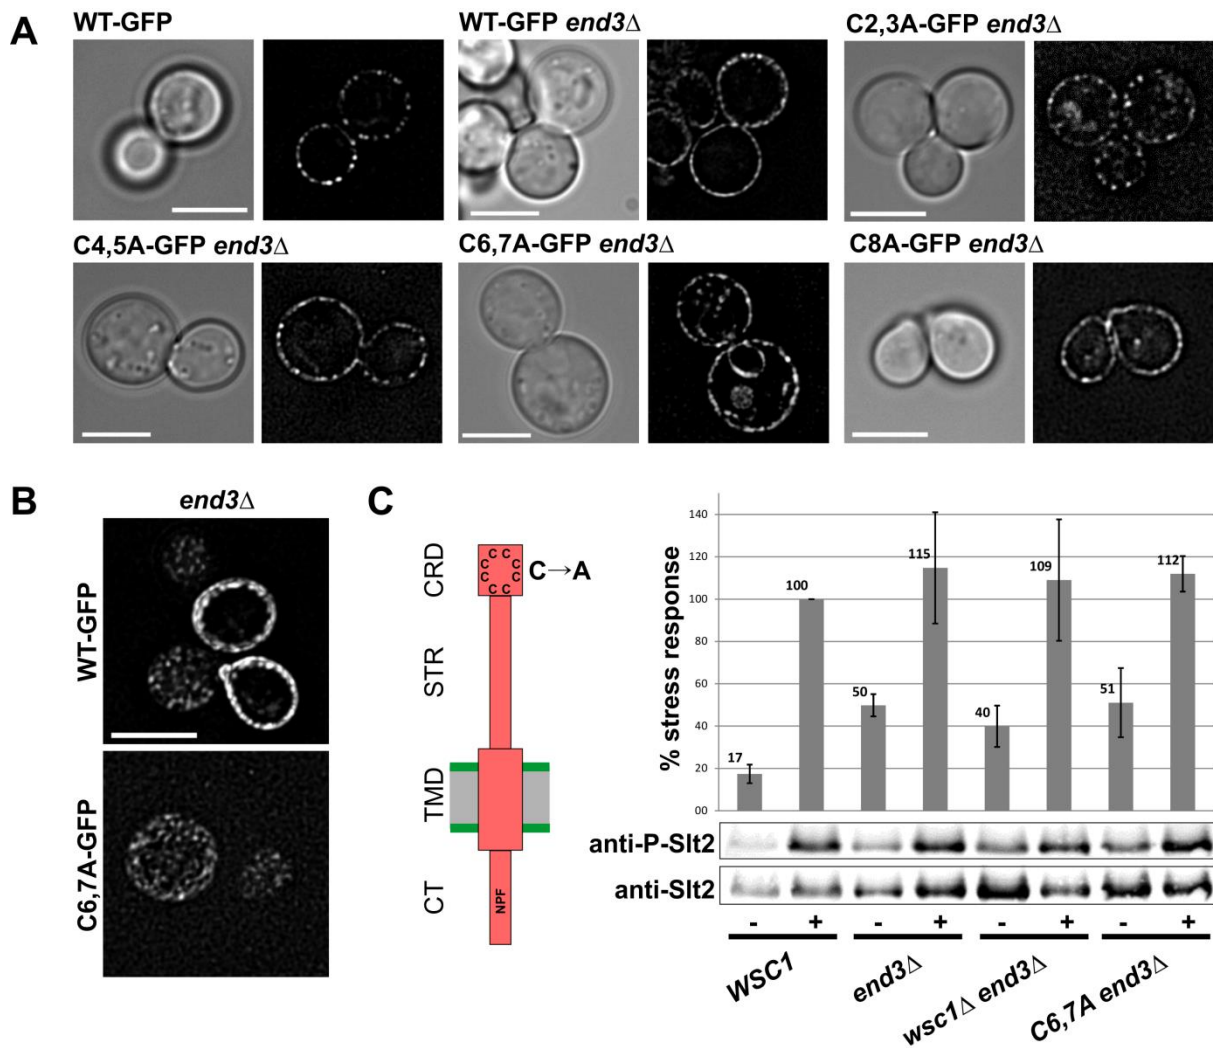 A
WT-GFP
WT-GFP end3Δ
C2,3A-GFP end3Δ
C4,5A-GFP end3Δ
C6,7A-GFP end3Δ
C8A-GFP end3Δ
B
end3Δ
WT-GFP
C6,7A-GFP
C
CRD
STR
TMD
CT
C C
C C
C C
C C
C→A
NPF
% stress response
140
120
100
80
60
40
20
00
17
100
50
115
40
109
51
112
anti-P-Slt2
anti-Slt2
- + - + - + - +
WSC1
end3Δ
wsc1Δ end3Δ
C6,7A end3Δ